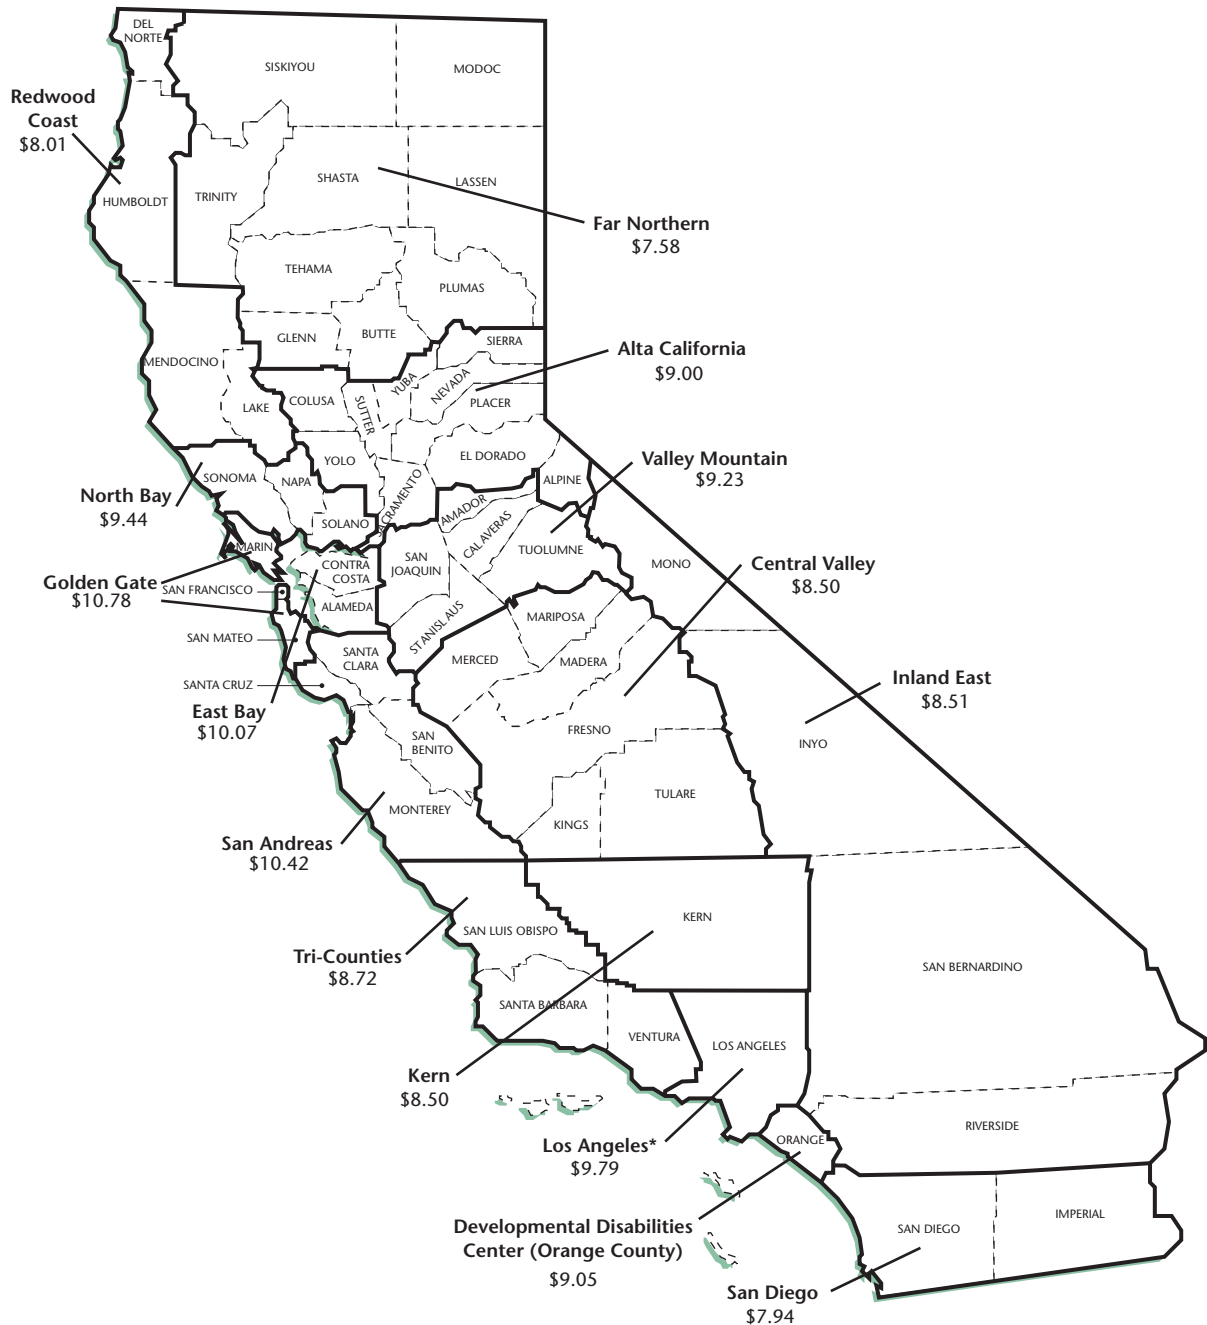 DEL
NORTE
SISKIYOU
MODOC
Redwood
Coast
$8.01
HUMBOLDT
TRINITY
SHASTA
LASSEN
Far Northern
$7.58
TEHAMA
PLUMAS
GLENN
BUTTE
SIERRA
Alta California
$9.00
MENDOCINO
YUBA
NEVADA
PLACER
LAKE
COLUSA
SUTTER
EL DORADO
Valley Mountain
$9.23
YOLO
SONOMA
NAPA
ALPINE
North Bay
$9.44
SACRAMENTO
AMADOR
SOLANO
CALAVERAS
TUOLUMNE
MARIN
CONTRA
COSTA
SAN
JOAQUIN
MONO
Central Valley
$8.50
Golden Gate
$10.78
SAN FRANCISCO
ALAMEDA
STANISLAUS
MARIPOSA
SAN MATEO
SANTA
CLARA
MERCED
MADERA
SANTA CRUZ
Inland East
$8.51
East Bay
$10.07
SAN
BENITO
FRESNO
INYO
TULARE
MONTEREY
KINGS
San Andreas
$10.42
KERN
SAN LUIS OBISPO
Tri-Counties
$8.72
SAN BERNARDINO
SANTA BARBARA
VENTURA
LOS ANGELES
Kern
$8.50
RIVERSIDE
ORANGE
Los Angeles*
$9.79
Developmental Disabilities
Center (Orange County)
$9.05
SAN DIEGO
IMPERIAL
San Diego
$7.94